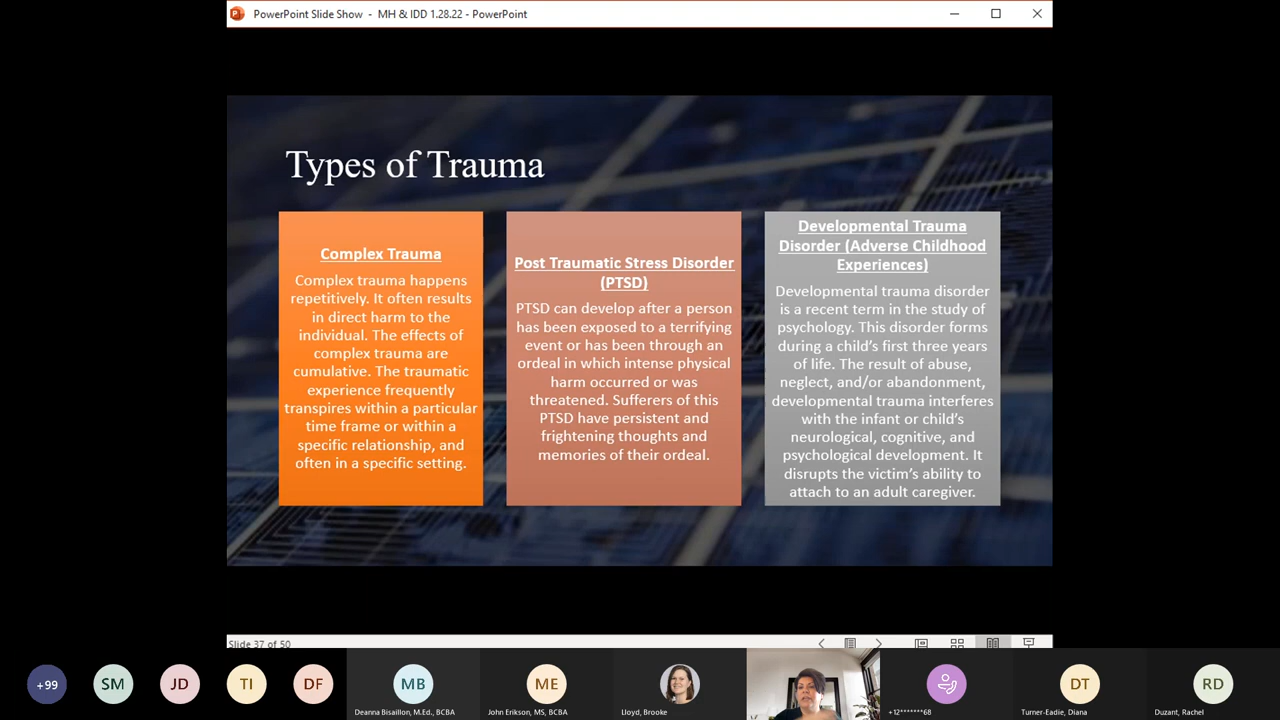 PowerPoint Slide Show - MH & IDD 1.28.22 - PowerPoint
Types of Trauma
Complex Trauma
Complex trauma happens
repetitively. It often results
in direct harm to the
individual. The effects of
complex trauma are
cumulative. The traumatic
experience frequently
transpires within a particular
time frame or within a
specific relationship, and
often in a specific setting.
Post Traumatic Stress Disorder
(PTSD)
PTSD can develop after a person
has been exposed to a terrifying
event or has been through an
ordeal in which intense physical
harm occurred or was
threatened. Sufferers of this
PTSD have persistent and
frightening thoughts and
memories of their ordeal.
Developmental Trauma
Disorder (Adverse Childhood
Experiences)
Developmental trauma disorder
is a recent term in the study of
psychology. This disorder forms
during a child's first three years
of life. The result of abuse,
neglect, and/or abandonment,
developmental trauma interferes
with the infant or child's
neurological, cognitive, and
psychological development. It
disrupts the victim's ability to
attach to an adult caregiver.
Slide 37 of 50
+99
SM
JD
TI
DF
MB
ME
DT
RD
Deanna Bisaillon, M.Ed., BCBA
John Erikson, MS, BCBA
Lloyd, Brooke
+12*******68
Turner-Eadie, Diana
Duzant, Rachel